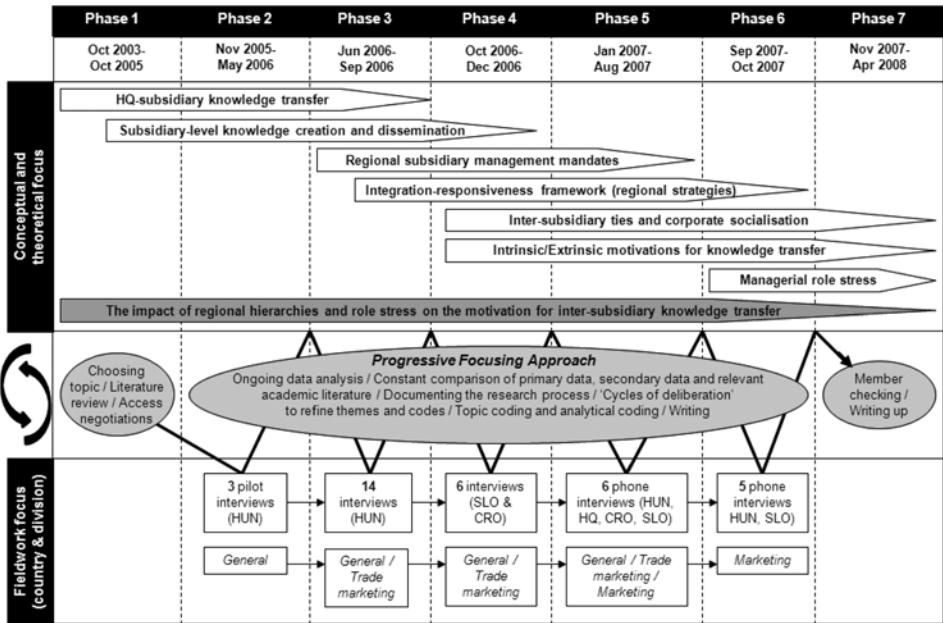 Phase 1 Phase 2 Phase 3 Phase 4 Phase 5 Phase 6 Phase 7
Oct 2003- Nov 2005- Jun 2006- Oct 2006- Jan 2007- Sep 2007- Nov 2007-
Oct 2005 May 2006 Sep 2006 Dec 2006 Aug 2007 Oct 2007 Apr 2008
Conceptual and
theoretical focus
HQ-subsidiary knowledge transfer
Subsidiary-level knowledge creation and dissemination
Regional subsidiary management mandates
Integration-responsiveness framework (regional strategies)
Inter-subsidiary ties and corporate socialisation
Intrinsic/Extrinsic motivations for knowledge transfer
Managerial role stress
The impact of regional hierarchies and role stress on the motivation for inter-subsidiary knowledge transfer
Choosing
topic / Literature
review / Access
negotiations
Progressive Focusing Approach
Ongoing data analysis / Constant comparison of primary data, secondary data and relevant
academic literature / Documenting the research process / 'Cycles of deliberation'
to refine themes and codes / Topic coding and analytical coding / Writing
Member
checking /
Writing up
Fieldwork focus
(country & division)
3 pilot
interviews
(HUN)
14
interviews
(HUN)
6 interviews
(SLO &
CRO)
6 phone
interviews (HUN,
HQ, CRO, SLO)
5 phone
interviews
HUN, SLO)
General
General /
Trade
marketing
General /
Trade
marketing
General / Trade
marketing /
Marketing
Marketing